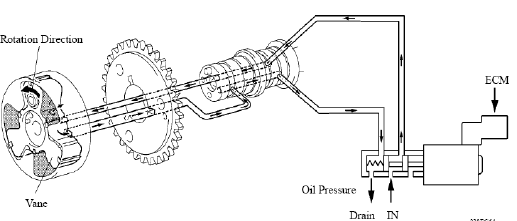 Rotation Direction
ECM
Vane
Oil Pressure
Drain
IN